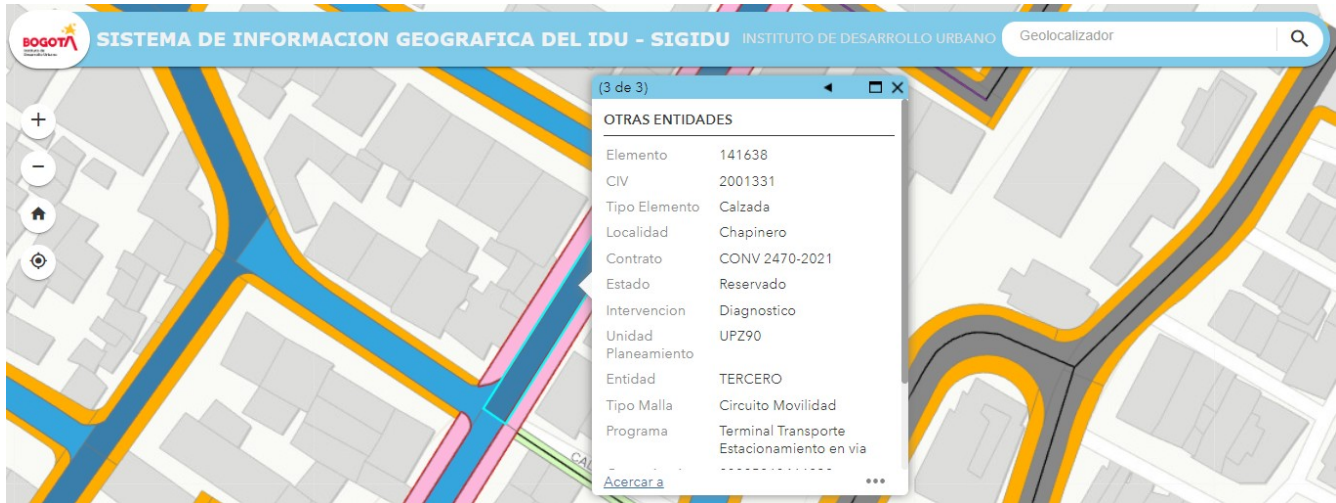 BOGOTÁ
SISTEMA DE INFORMACION GEOGRAFICA DEL IDU - SIGIDU INSTITUTO DE DESARROLLO URBANO
Geolocalizador
(3 de 3)
OTRAS ENTIDADES
Elemento 141638
CIV 2001331
Tipo Elemento Calzada
Localidad Chapinero
Contrato CONV 2470-2021
Estado Reservado
Intervencion Diagnostico
Unidad UPZ90
Planeamiento
Entidad TERCERO
Tipo Malla Circuito Movilidad
Programa Terminal Transporte
Estacionamiento en via
Acercar a